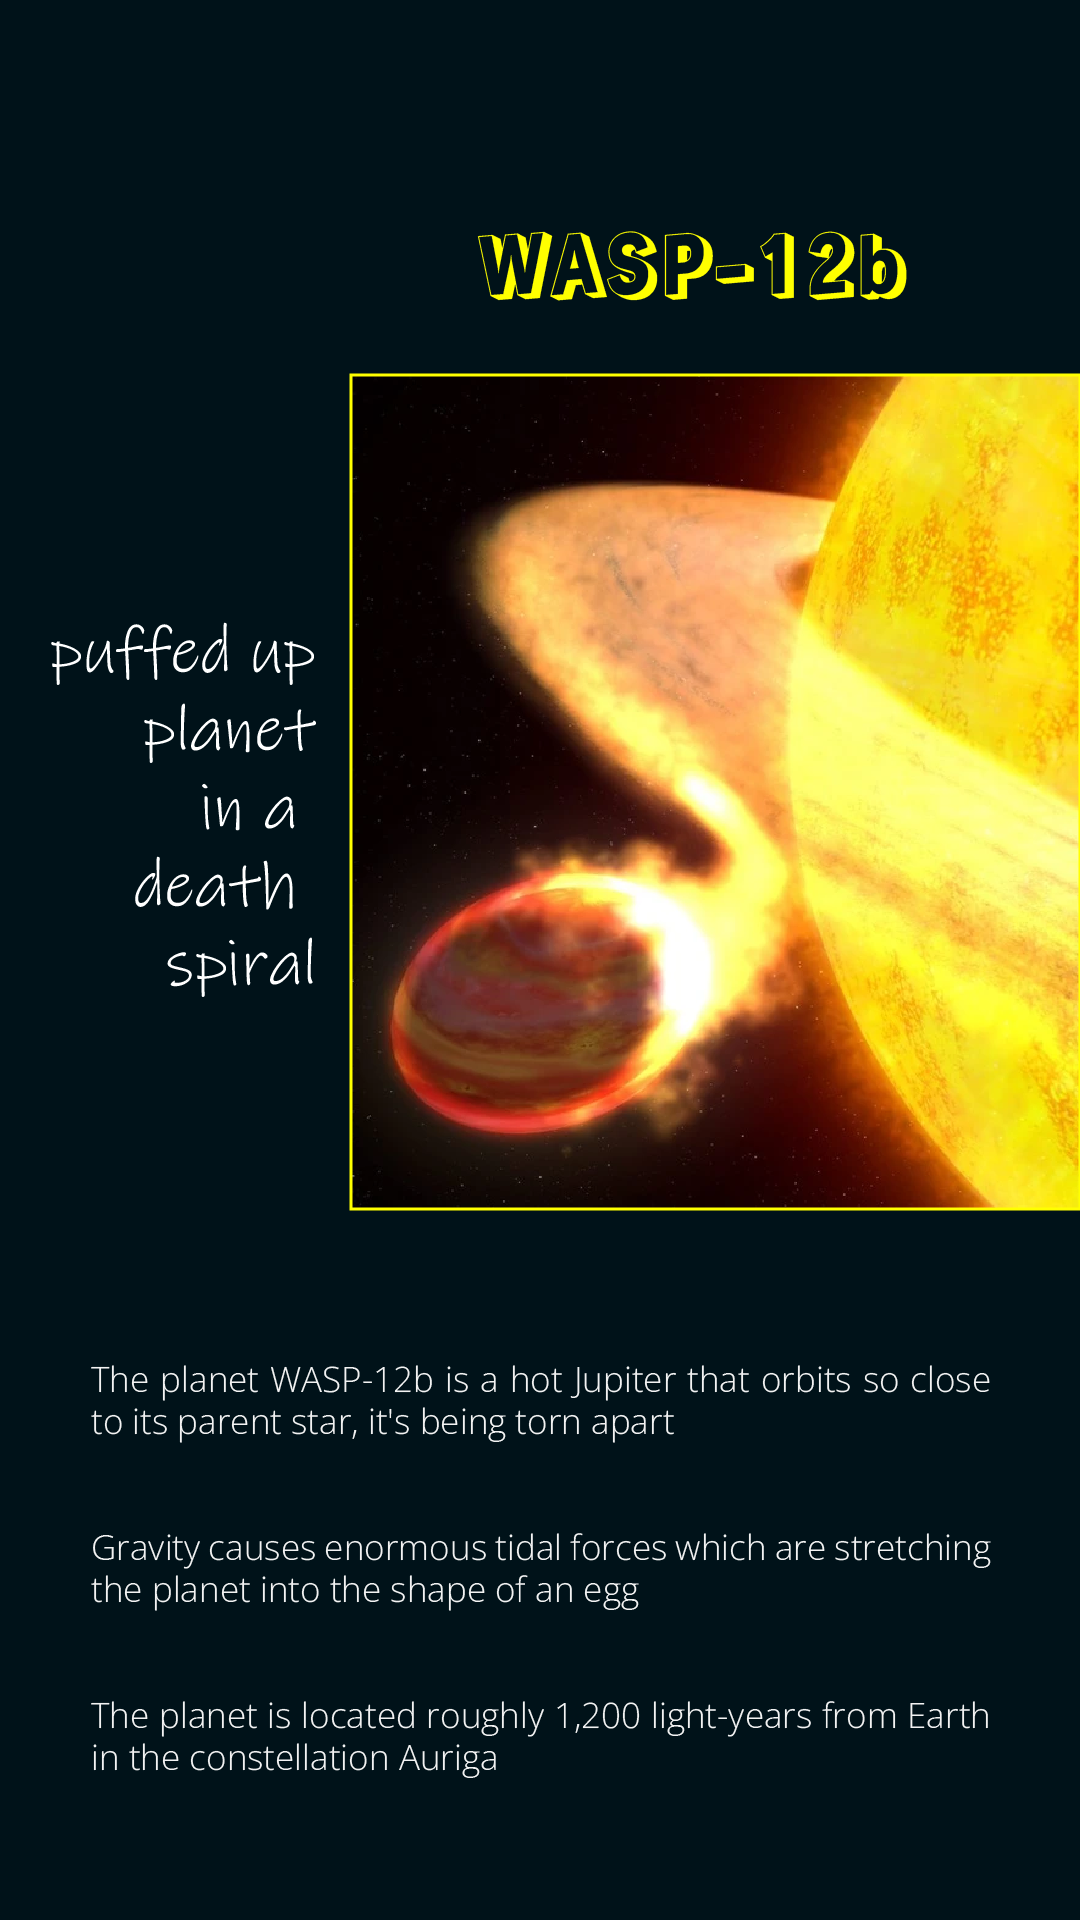 WASP-12b
puffed up
planet
in a
death
spiral
The planet WASP-12b is a hot Jupiter that orbits so close
to its parent star, it's being torn apart
Gravity causes enormous tidal forces which are stretching
the planet into the shape of an egg
The planet is located roughly 1,200 light-years from Earth
in the constellation Auriga